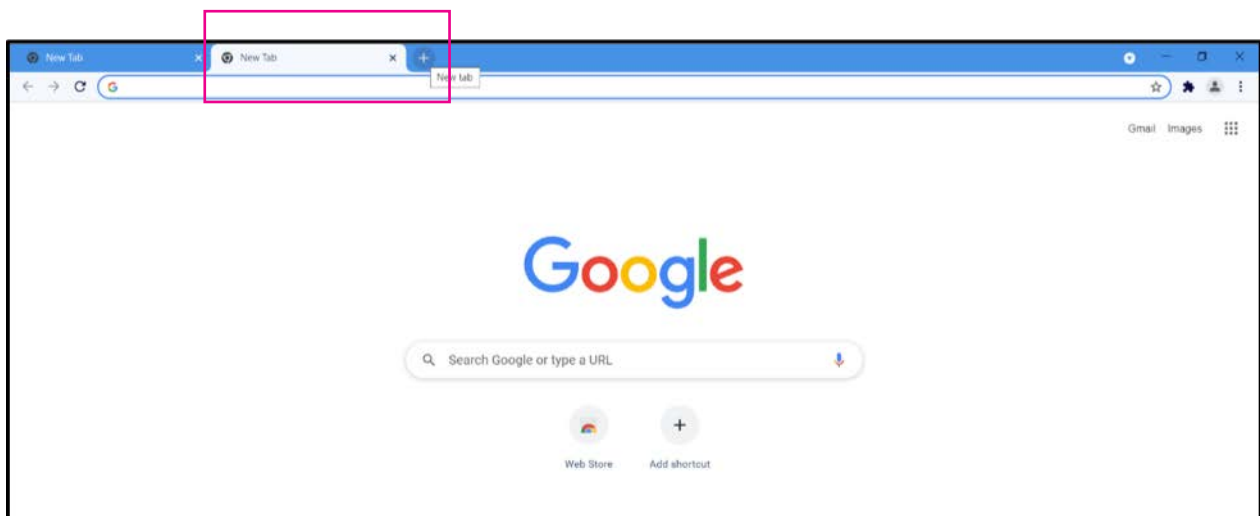 New Tab
New Tab
New tab
Gmail Images
Google
Search Google or type a URL
Web Store Add shortcut